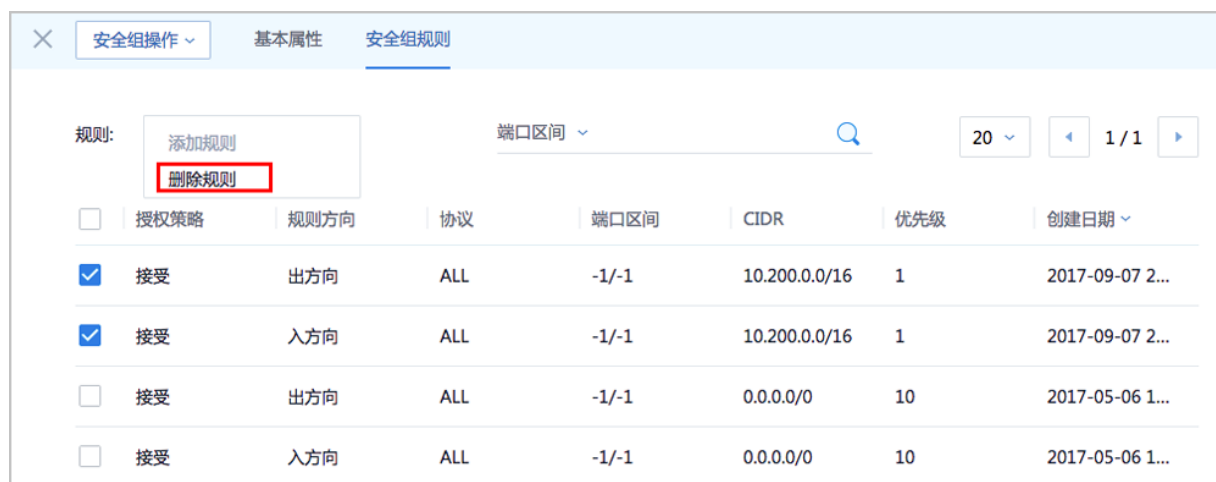 安全组操作 基本属性 安全组规则
规则: 添加规则 端口区间 20 1 / 1
删除规则
授权策略 规则方向 协议 端口区间 CIDR 优先级 创建日期
接受 出方向 ALL -1/-1 10.200.0.0/16 1 2017-09-07 2...
接受 入方向 ALL -1/-1 10.200.0.0/16 1 2017-09-07 2...
接受 出方向 ALL -1/-1 0.0.0.0/0 10 2017-05-06 1...
接受 入方向 ALL -1/-1 0.0.0.0/0 10 2017-05-06 1...